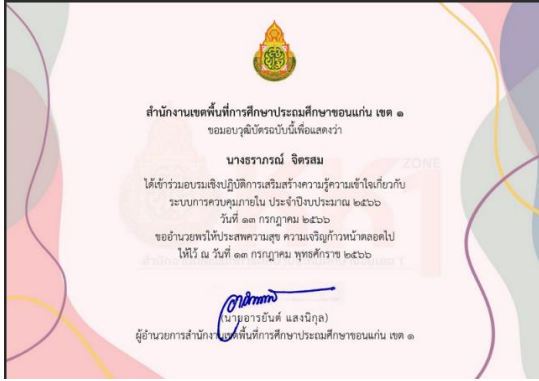 สำนักงานเขตพื้นที่การศึกษาประถมศึกษาขอนแก่น เขต ๑
ขอมอบวุฒิบัตรฉบับนี้เพื่อแสดงว่า
นางธราภรณ์ จิตรสม
ได้เข้าร่วมอบรมเชิงปฏิบัติการเสริมสร้างความรู้ความเข้าใจเกี่ยวกับ
ระบบการควบคุมภายใน ประจำปีงบประมาณ ๒๕๖๖
วันที่ ๑๓ กรกฎาคม ๒๕๖๖
ขออำนวยพรให้ประสพความสุข ความเจริญก้าวหน้าตลอดไป
ให้ไว้ ณ วันที่ ๑๓ กรกฎาคม พุทธศักราช ๒๕๖๖
(นายอารยันต์ แสงนิกุล)
ผู้อำนวยการสำนักงานเขตพื้นที่การศึกษาประถมศึกษาขอนแก่น เขต ๑
ZONE